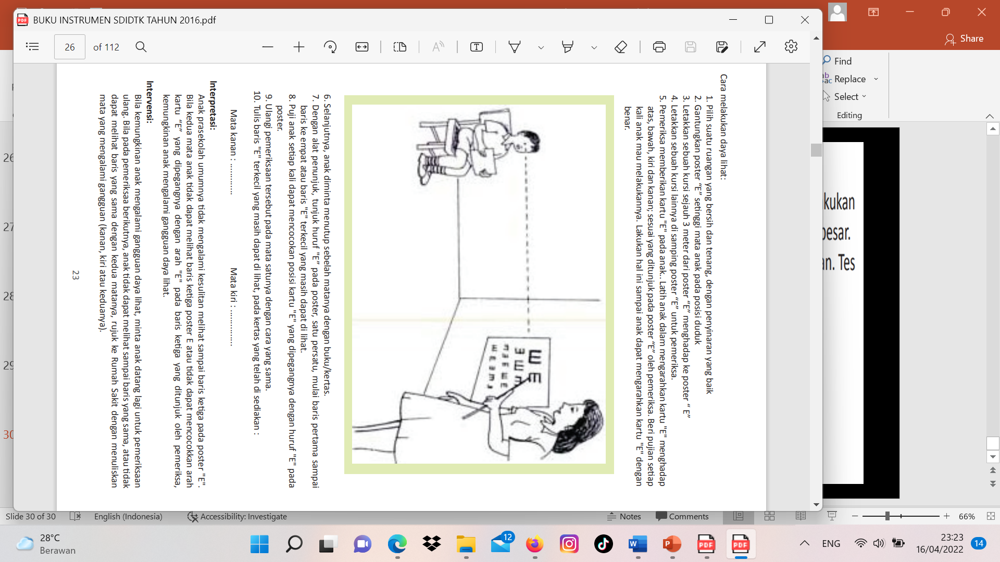 BUKU INSTRUMEN SDIDTK TAHUN 2016.pdf
26
of 112
Share
Find
Replace
Select
Editing
Cara melakukan daya lihat:
1. Pilih suatu ruangan yang bersih dan tenang, dengan penyinaran yang baik
2. Gantungkan poster “E” setinggi mata anak pada posisi duduk
3. Letakkan sebuah kursi sejauh 3 meter dari poster “E” menghadap ke poster “ E”
4. Letakkan sebuah kursi lainnya di samping poster “E” untuk pemeriksa.
5. Pemeriksa memberikan kartu "E" pada anak.. Latih anak dalam mengarahkan kartu "E" menghadap
atas, bawah, kiri dan kanan; sesuai yang ditunjuk pada poster “E” oleh pemeriksa. Beri pujian setiap
kali anak mau melakukannya. Lakukan hal ini sampai anak dapat mengarahkan kartu "E" dengan
benar.
6. Selanjutnya, anak diminta menutup sebelah matanya dengan buku/kertas.
7. Dengan alat penunjuk, tunjuk huruf "E” pada poster, satu persatu, mulai baris pertama sampai
baris ke empat atau baris "E" terkecil yang masih dapat di lihat.
8. Puji anak setiap kali dapat mencocokan posisi kartu "E" yang dipegangnya dengan huruf "E" pada
poster.
9. Ulangi pemeriksaan tersebut pada mata satunya dengan cara yang sama.
10. Tulis baris "E" terkecil yang masih dapat di lihat, pada kertas yang telah di sediakan :
Mata kanan : ............. Mata kiri : ...............
Interpretasi:
Anak prasekolah umumnya tidak mengalami kesulitan melihat sampai baris ketiga pada poster "E".
Bila kedua mata anak tidak dapat melihat baris ketiga poster E atau tidak dapat mencocokkan arah
kartu “E” yang dipegangnya dengan arah "E" pada baris ketiga yang ditunjuk oleh pemeriksa,
kemungkinan anak mengalami gangguan daya lihat.
Intervensi:
Bila kemungkinan anak mengalami gangguan daya lihat, minta anak datang lagi untuk pemeriksaan
ulang. Bila pada pemeriksaa berikutnya, anak tidak dapat melihat sampai baris yang sama, atau tidak
dapat melihat baris yang sama dengan kedua matanya, rujuk ke Rumah Sakit dengan menuliskan
mata yang mengalami gangguan (kanan, kiri atau keduanya).
23
26
27
28
29
30
kukan
besar.
an. Tes
Slide 30 of 30
English (Indonesia)
Accessibility: Investigate
Notes
Comments
66%
28°C
Berawan
12
ENG
23:23
16/04/2022
14